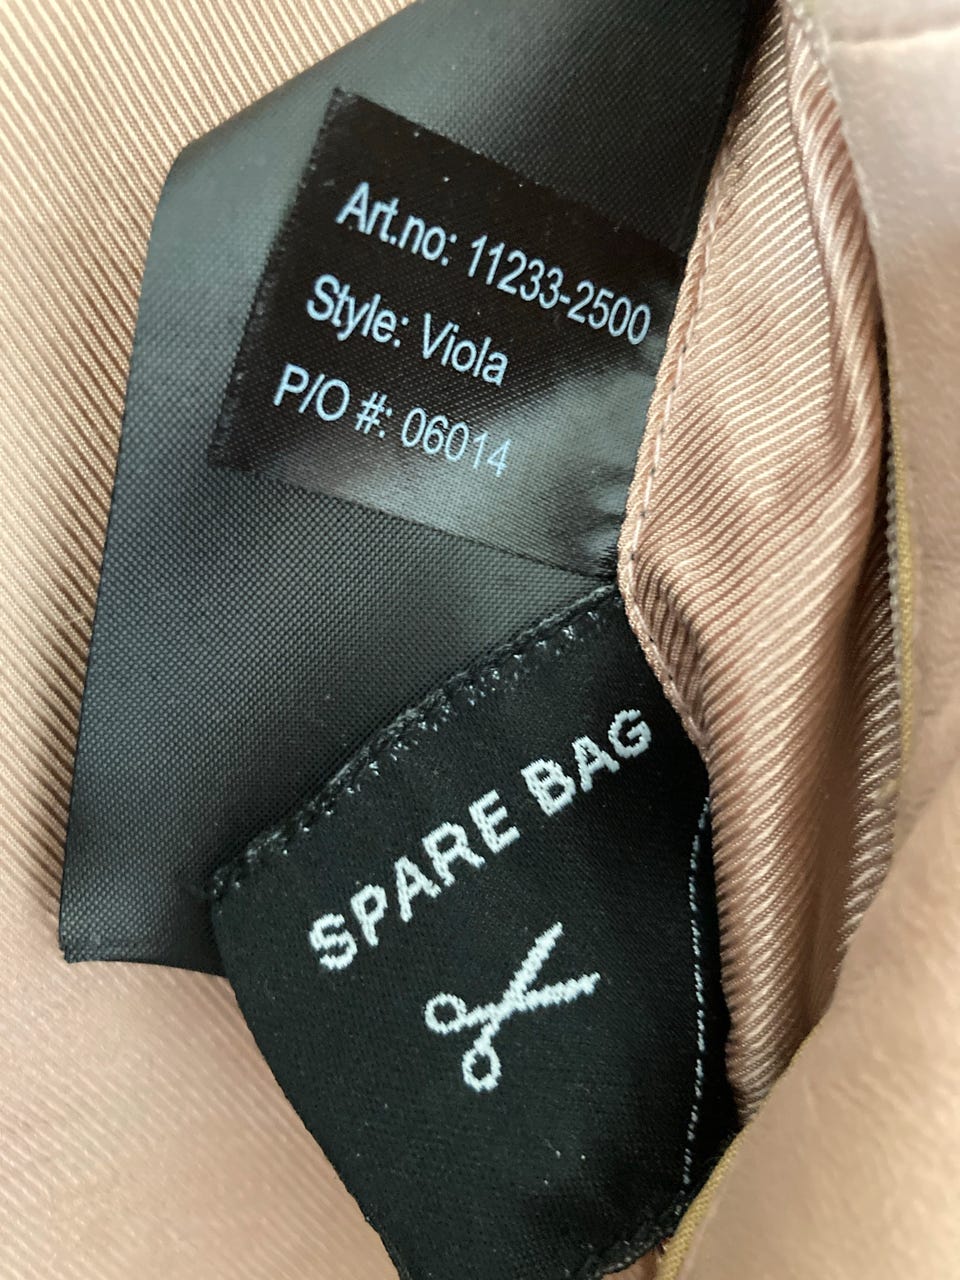 Art.no: 11233-2500
Style: Viola
P/O #: 06014
SPARE BAG